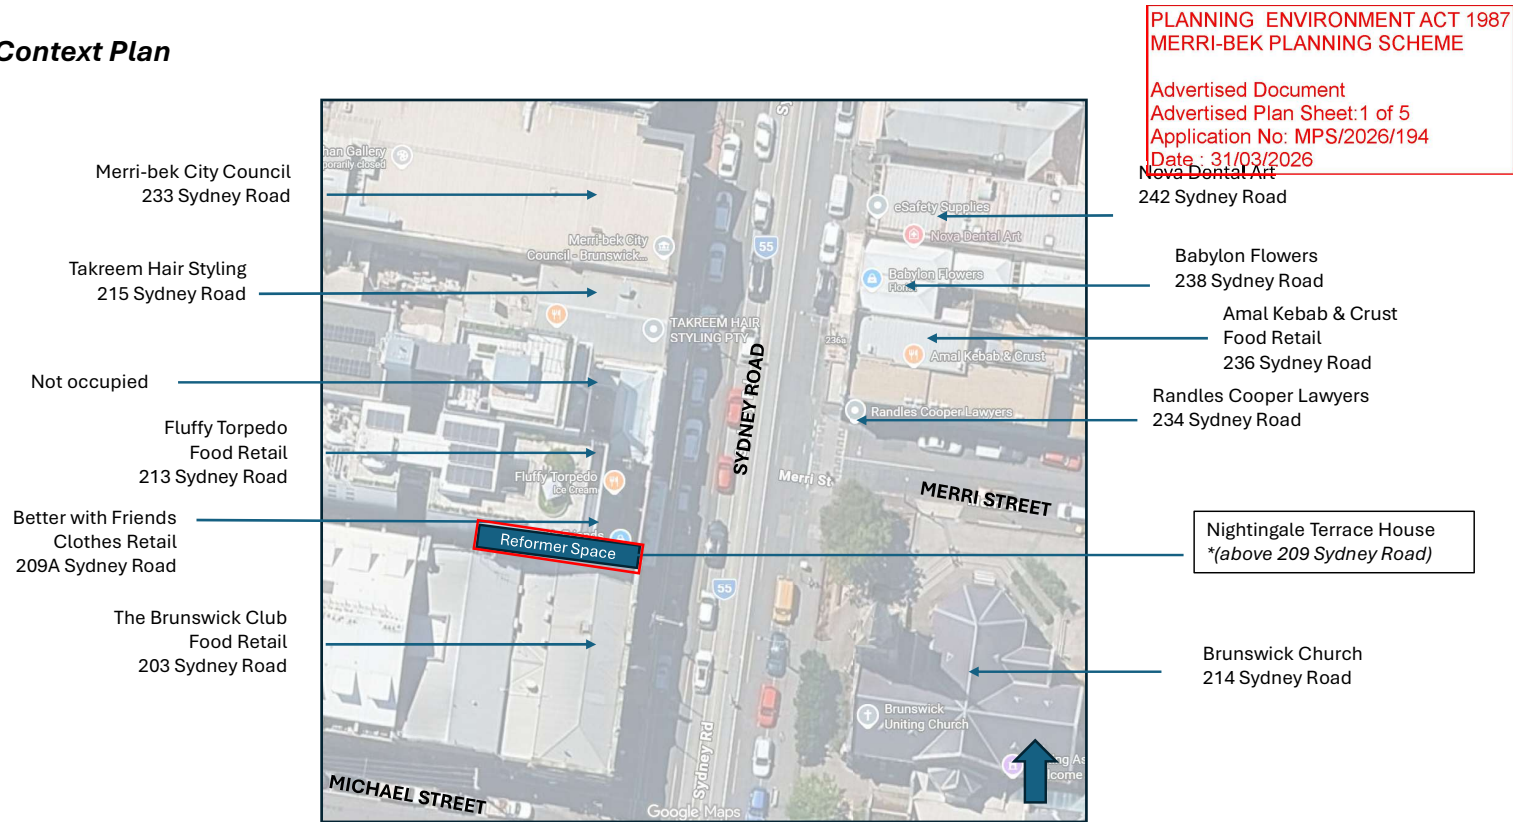 Context Plan
PLANNING ENVIRONMENT ACT 1987
MERRI-BEK PLANNING SCHEME
Advertised Document
Advertised Plan Sheet:1 of 5
Application No: MPS/2026/194
Date : 31/03/2026
Merri-bek City Council
233 Sydney Road
Takreem Hair Styling
215 Sydney Road
Not occupied
Fluffy Torpedo
Food Retail
213 Sydney Road
Better with Friends
Clothes Retail
209A Sydney Road
The Brunswick Club
Food Retail
203 Sydney Road
Gallery
closed
Merri-bek City
Council - Brunswick...
TAKREEM HAIR
STYLING PTY
Fluffy Torpedo
Ice Cream
Reformer Space
MICHAEL STREET
55
SYDNEY ROAD
55
Sydney Rd
Google Maps
eSafety Supplies
Nova Dental Art
Babylon Flowers
Florist
236a
Amal Kebab & Crust
Randles Cooper Lawyers
Merri St
MERRI STREET
Brunswick
Uniting Church
Nova Dental Art
242 Sydney Road
Babylon Flowers
238 Sydney Road
Amal Kebab & Crust
Food Retail
236 Sydney Road
Randles Cooper Lawyers
234 Sydney Road
Nightingale Terrace House
*(above 209 Sydney Road)
Brunswick Church
214 Sydney Road